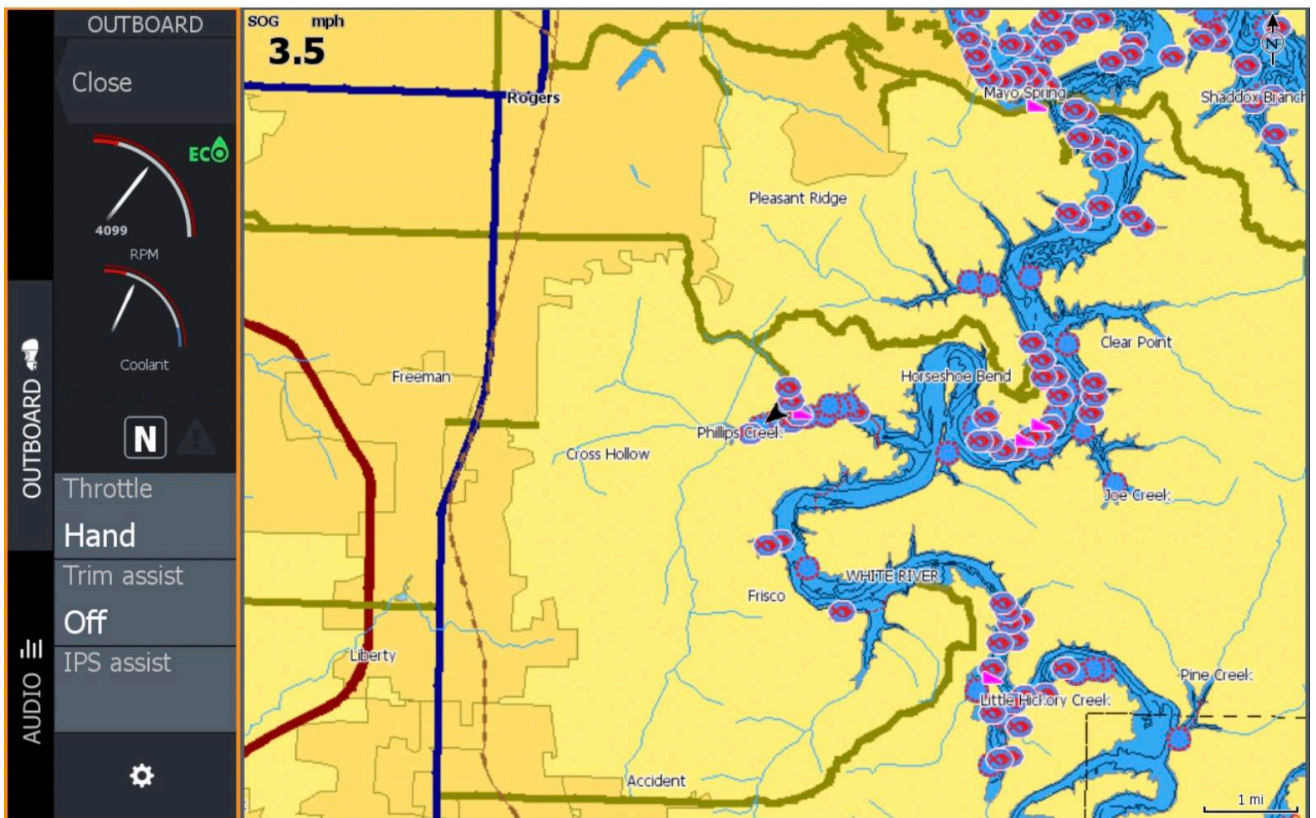 OUTBOARD
Close
ECO
4099
RPM
Coolant
N
Throttle
Hand
Trim assist
Off
IPS assist
OUTBOARD
AUDIO
SOG mph
3.5
N
Rogers
Mayo Spring
Shaddox Branch
Pleasant Ridge
Clear Point
Horseshoe Bend
Freeman
Phillips Creek
Cross Hollow
Joe Creek
WHITE RIVER
Frisco
Liberty
Pine Creek
Little Hickory Creek
Accident
1 mi